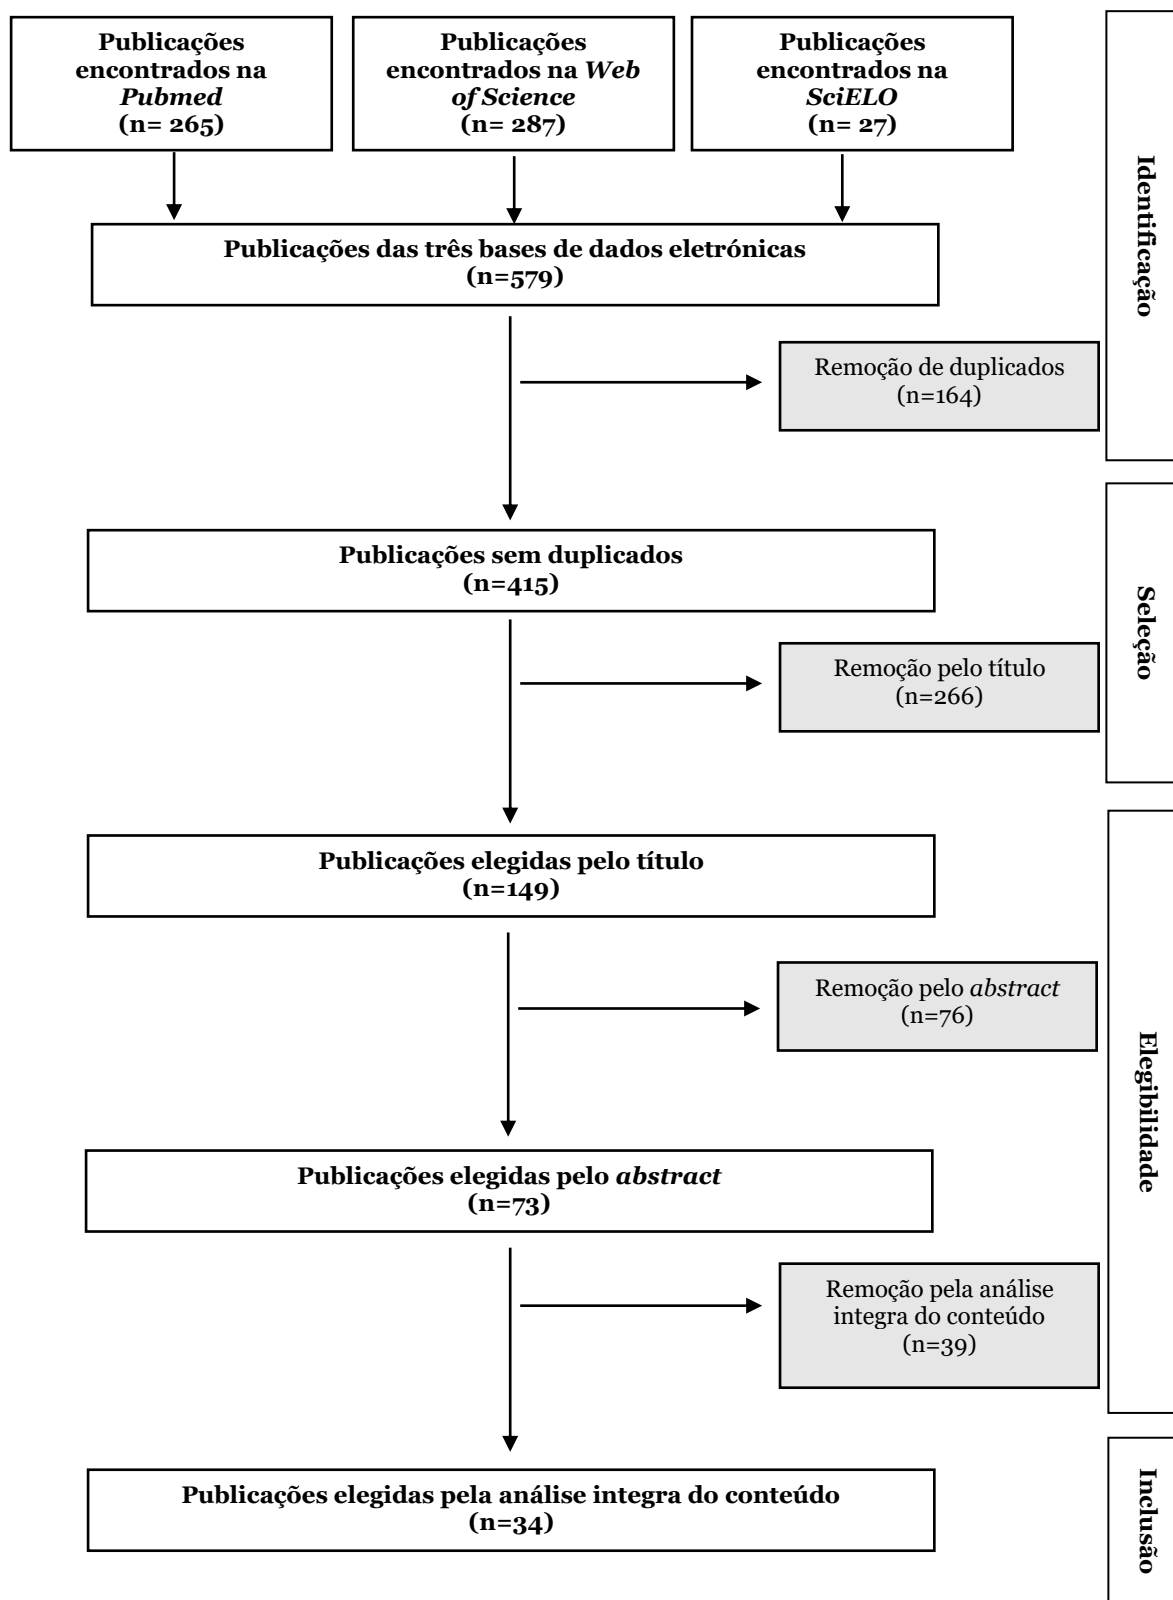 Publicações
encontrados na
Pubmed
(n= 265)
Publicações
encontrados na Web
of Science
(n= 287)
Publicações
encontrados na
SciELO
(n= 27)
Identificação
Publicações das três bases de dados eletrónicas
(n=579)
Remoção de duplicados
(n=164)
Publicações sem duplicados
(n=415)
Seleção
Remoção pelo título
(n=266)
Publicações elegidas pelo título
(n=149)
Remoção pelo abstract
(n=76)
Elegibilidade
Publicações elegidas pelo abstract
(n=73)
Remoção pela análise
integra do conteúdo
(n=39)
Publicações elegidas pela análise integra do conteúdo
(n=34)
Inclusão